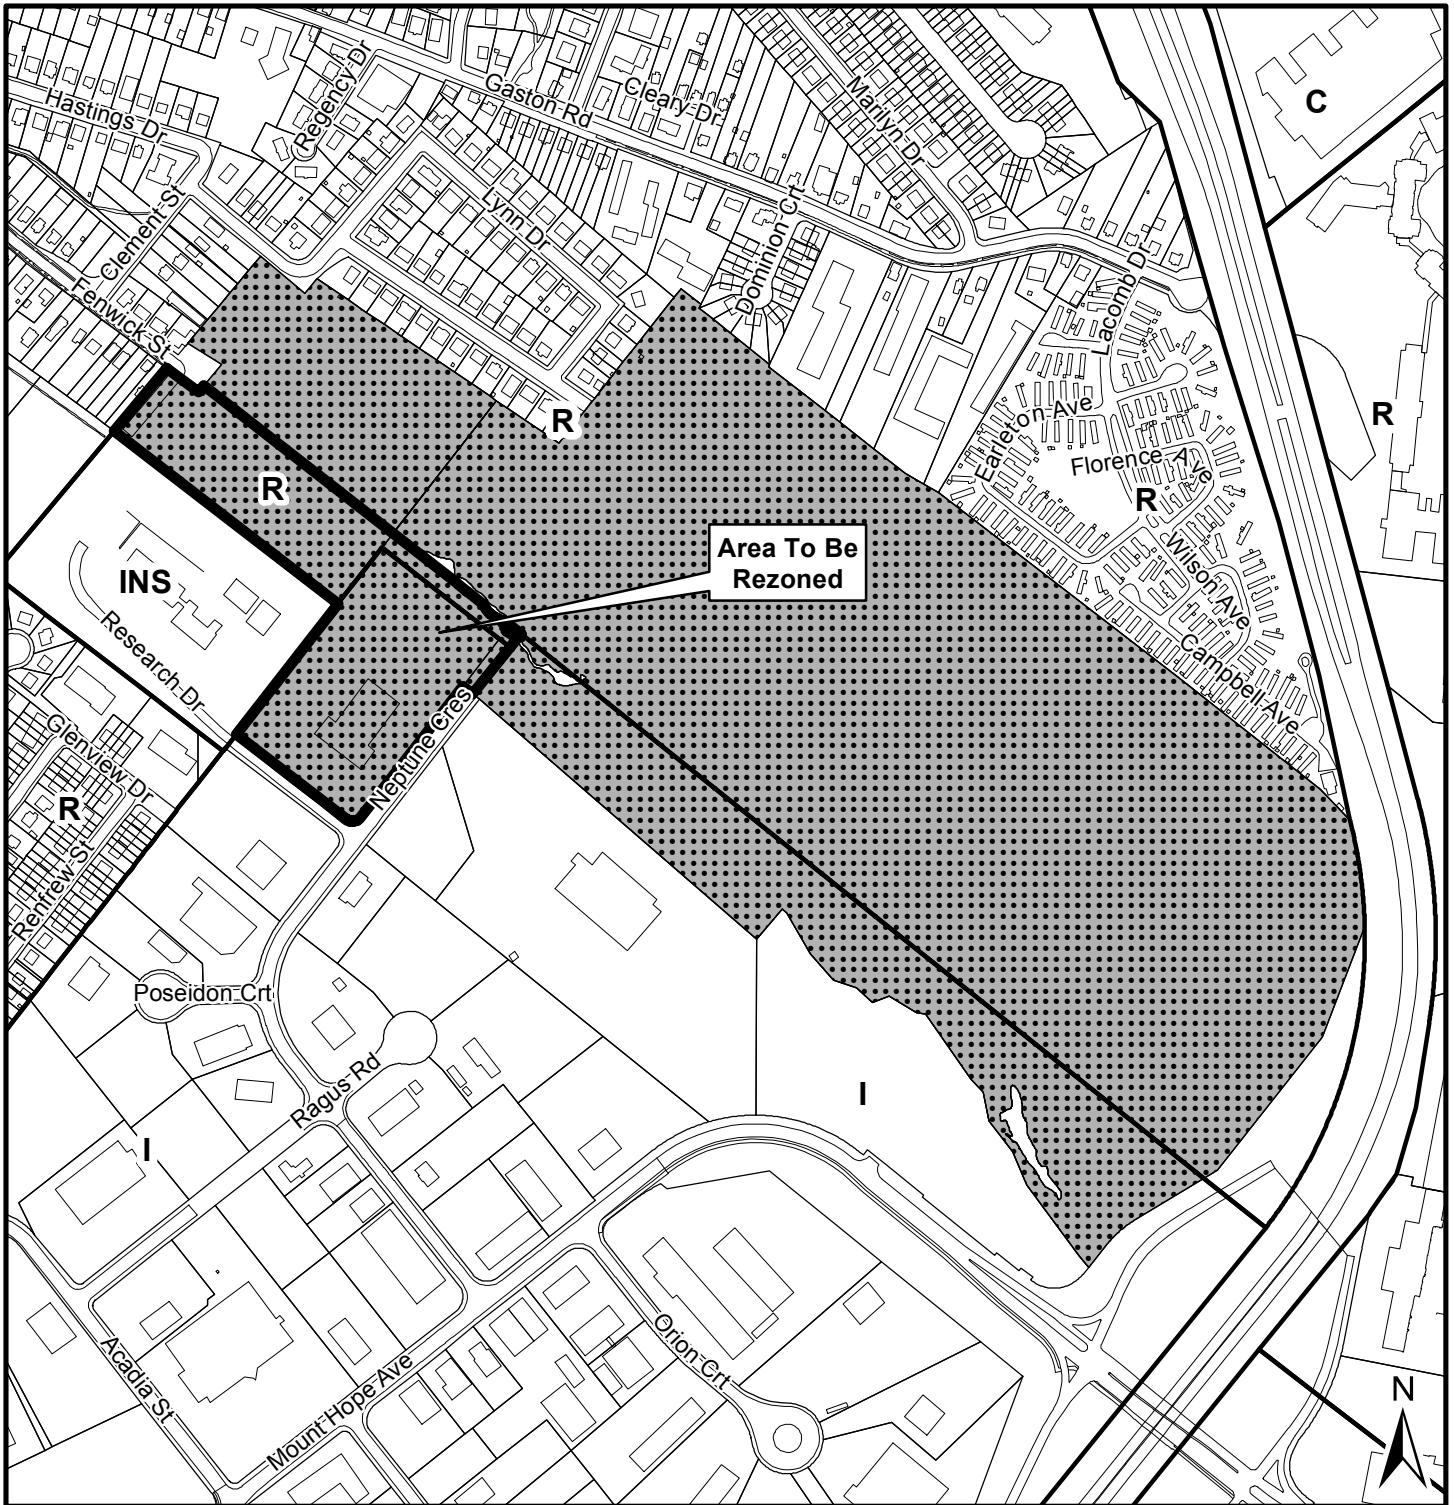 Regency Dr
Gaston Rd
Cleary Dr
Marilyn Dr
C
Hastings Dr
Clement St
Lynn Dr
Dominion Crt
Lacomb Dr
Fenwick St
R
Earleton Ave
R
Florence Ave
R
R
Area To Be
Rezoned
INS
Wilson Ave
Research Dr
Campbell Ave
Neptune Cres
Glenview Dr
R
Renfrew St
Poseidon Crt
Ragus Rd
I
I
Acadia St
Mount Hope Ave
Orion Crt
N